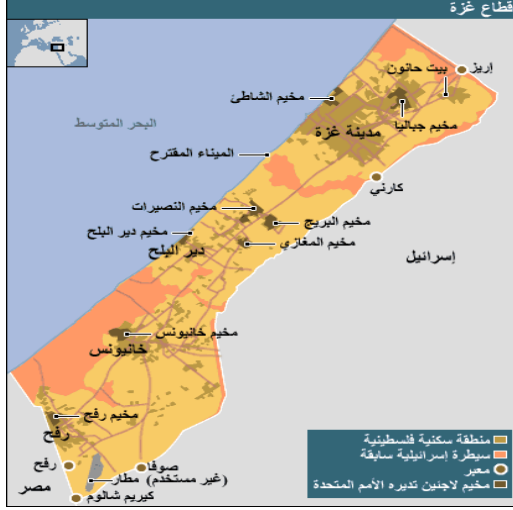 قطاع غزة
إريز
بيت حانون
مخيم الشاطئ
مخيم جباليا
مدينة غزة
البحر المتوسط
الميناء المقترح
كارني
مخيم النصيرات
مخيم البريج
مخيم دير البلح
مخيم المغازي
دير البلح
إسرائيل
مخيم خانيونس
خانيونس
مخيم رفح
رفح
رفح
صوفا
مطار (غير مستخدم)
مصر
كيريم شالوم
منطقة سكنية فلسطينية
سيطرة إسرائيلية سابقة
معبر
مخيم لاجئين تديره الأمم المتحدة